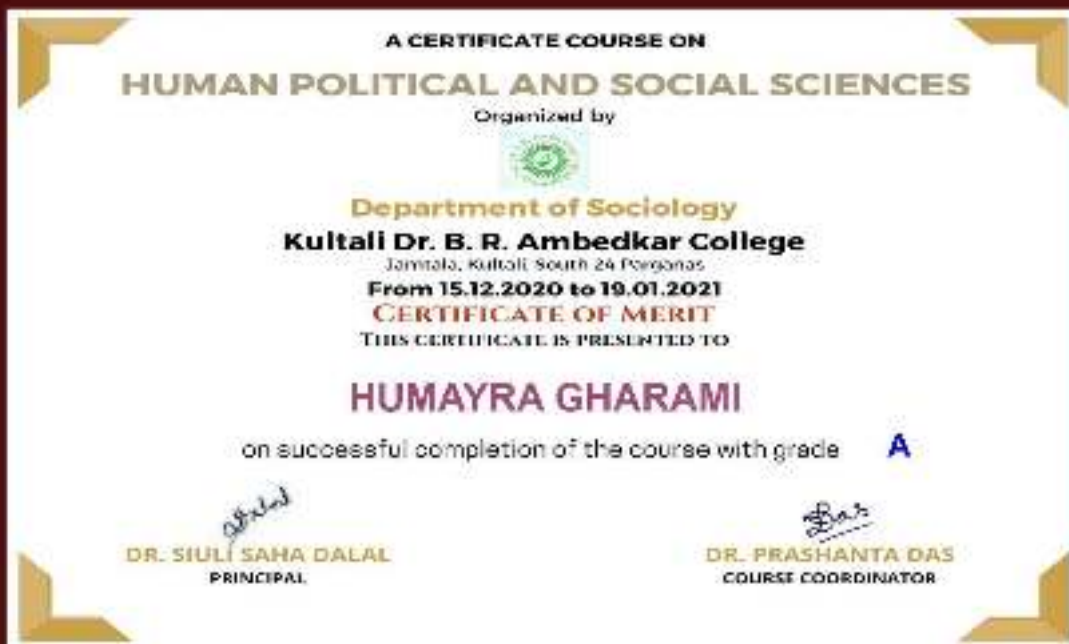 A CERTIFICATE COURSE ON
HUMAN POLITICAL AND SOCIAL SCIENCES
Organized by
Department of Sociology
Kultali Dr. B. R. Ambedkar College
Jamtala, Kultali, South 24 Parganas
From 15.12.2020 to 19.01.2021
CERTIFICATE OF MERIT
THIS CERTIFICATE IS PRESENTED TO
HUMAYRA GHARAMI
on successful completion of the course with grade A
Das
DR. SIULI SAHA DALAL DR. PRASHANTA DAS
PRINCIPAL COURSE COORDINATOR